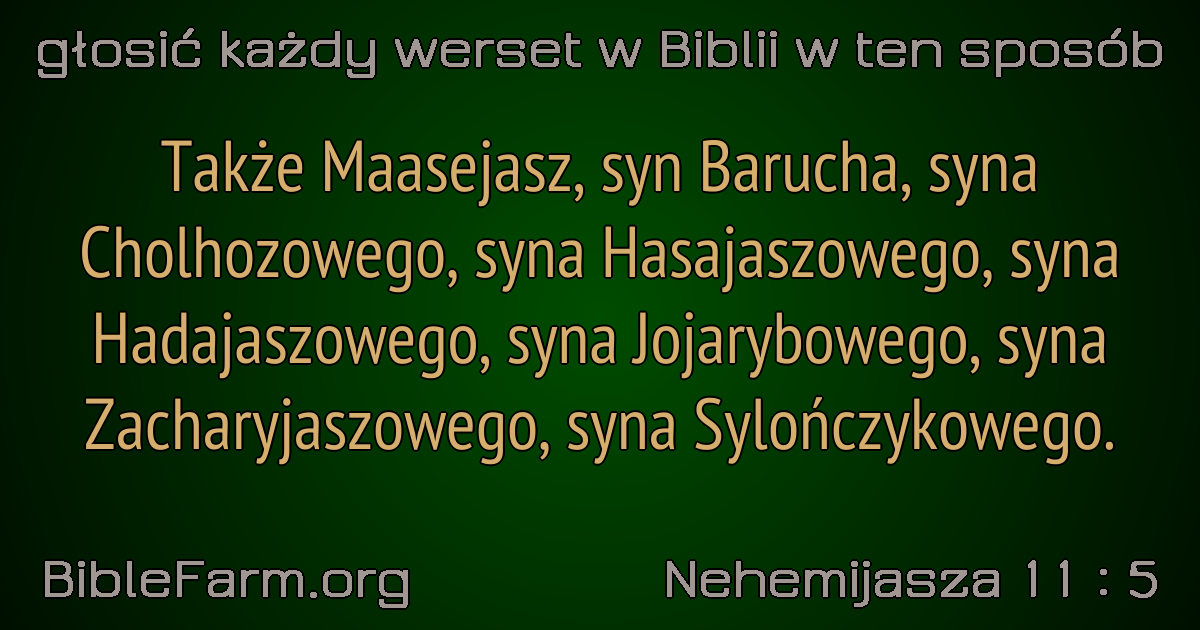 głosić każdy werset w Biblii w ten sposób
Także Maasejasz, syn Barucha, syna
Cholhozowego, syna Hasajaszowego, syna
Hadajaszowego, syna Jojarybowego, syna
Zacharyjaszowego, syna Sylończykowego.
BibleFarm.org
Nehemijasza 11 : 5